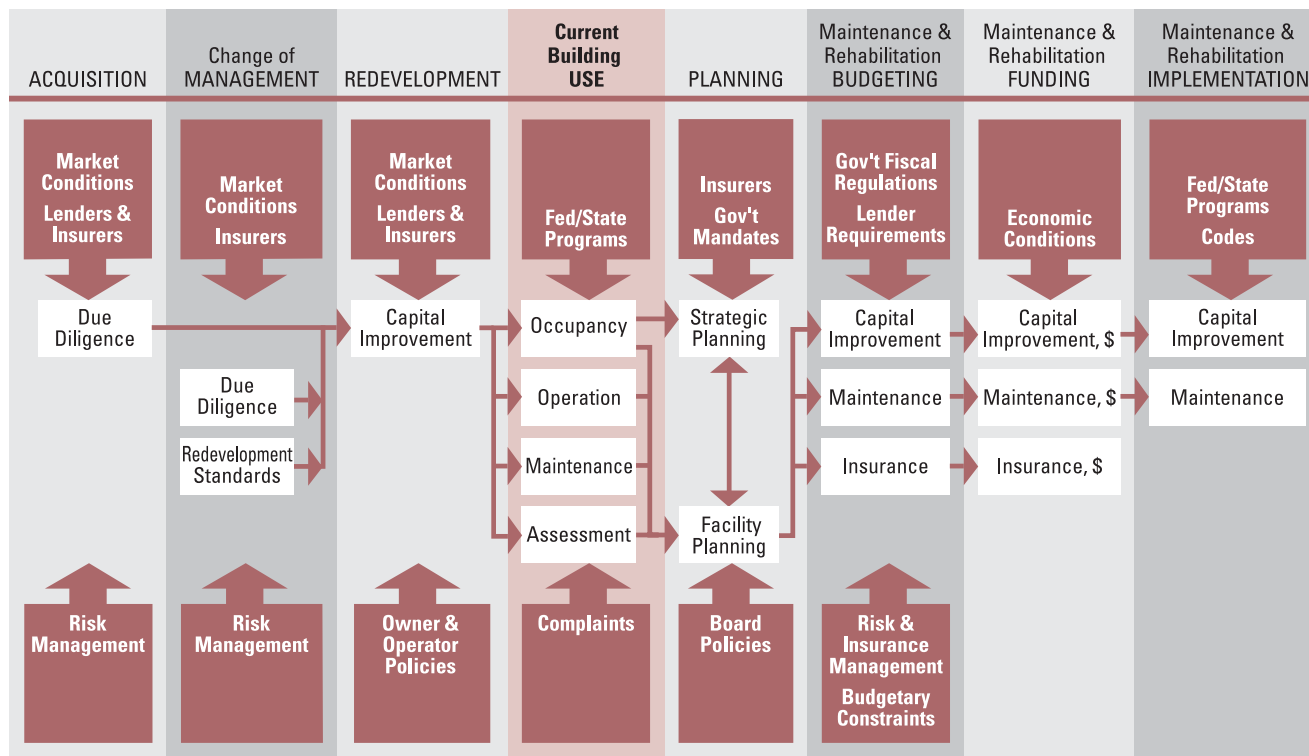 ACQUISITION
Change of
MANAGEMENT
REDEVELOPMENT
Current
Building
USE
PLANNING
Maintenance &
Rehabilitation
BUDGETING
Maintenance &
Rehabilitation
FUNDING
Maintenance &
Rehabilitation
IMPLEMENTATION
Market
Conditions
Lenders &
Insurers
Market
Conditions
Insurers
Market
Conditions
Lenders &
Insurers
Fed/State
Programs
Insurers
Gov't
Mandates
Gov't Fiscal
Regulations
Lender
Requirements
Economic
Conditions
Fed/State
Programs
Codes
Due
Diligence
Due
Diligence
Redevelopment
Standards
Capital
Improvement
Occupancy
Operation
Maintenance
Assessment
Strategic
Planning
Facility
Planning
Capital
Improvement
Maintenance
Insurance
Capital
Improvement, $
Maintenance, $
Insurance, $
Capital
Improvement
Maintenance
Risk
Management
Risk
Management
Owner &
Operator
Policies
Complaints
Board
Policies
Risk &
Insurance
Management
Budgetary
Constraints